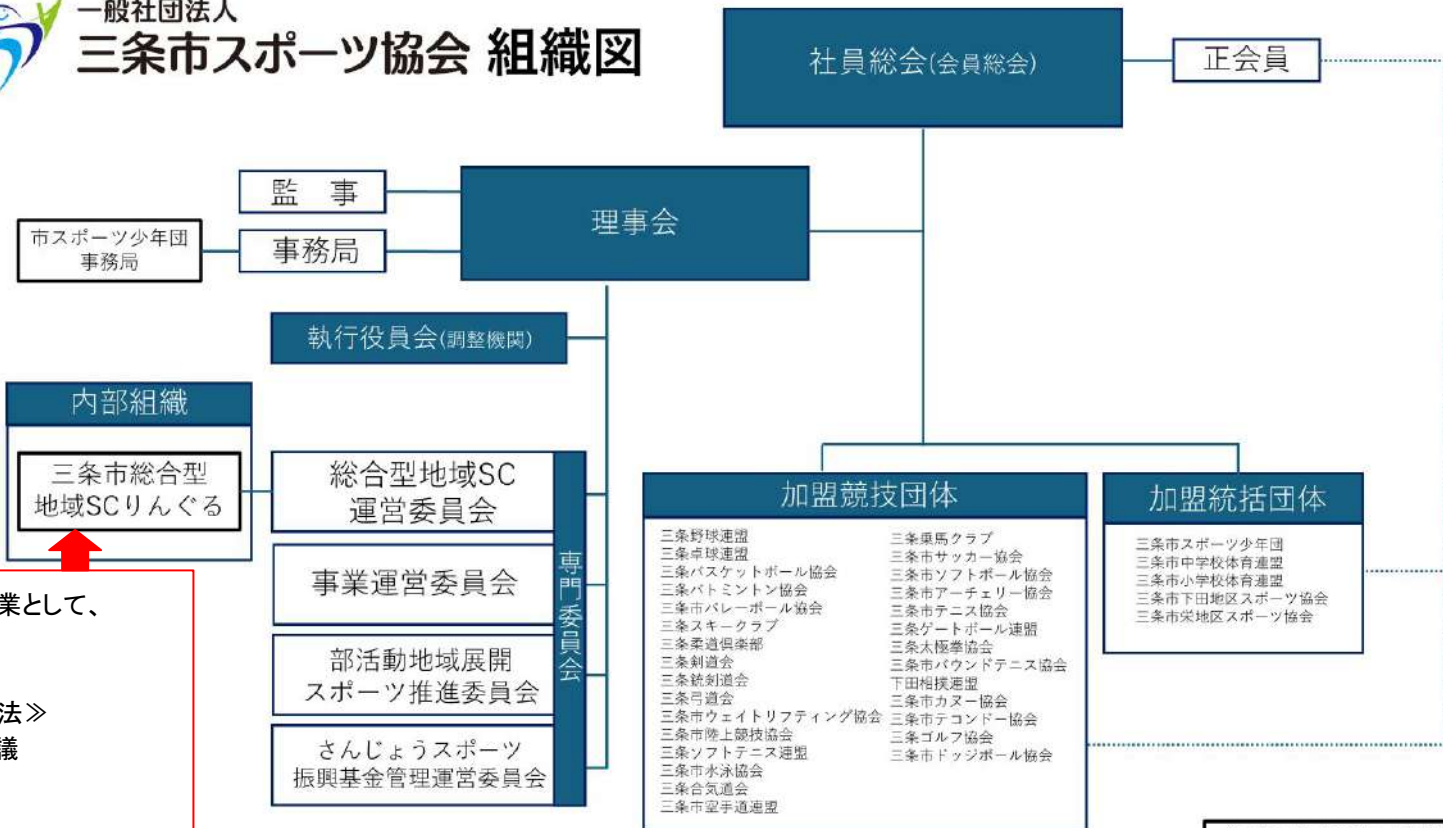 一般社団法人
三条市スポーツ協会 組織図
社員総会(会員総会)
正会員
監 事
理事会
市スポーツ少年団
事務局
事務局
執行役員会(調整機関)
内部組織
三条市総合型
地域SCりんぐる
総合型地域SC
運営委員会
事業運営委員会
部活動地域展開
スポーツ推進委員会
さんじょうスポーツ
振興基金管理運営委員会
専門委員会
業として、
法≫
議
加盟競技団体
三条野球連盟
三条卓球連盟
三条バスケットボール協会
三条バトミントン協会
三条市バレーボール協会
三条スキークラブ
三条柔道倶楽部
三条剣道会
三条銃剣道会
三条弓道会
三条市ウェイトリフティング協会
三条市陸上競技協会
三条ソフトテニス連盟
三条市水泳協会
三条合気道会
三条市空手道連盟
三条乗馬クラブ
三条市サッカー協会
三条市ソフトボール協会
三条市アーチェリー協会
三条市テニス協会
三条ゲートボール連盟
三条太極拳協会
三条市バウンドテニス協会
下田相撲連盟
三条市カヌー協会
三条市テコンドー協会
三条ゴルフ協会
三条市ドッジボール協会
加盟統括団体
三条市スポーツ少年団
三条市中学校体育連盟
三条市小学校体育連盟
三条市下田地区スポーツ協会
三条市栄地区スポーツ協会